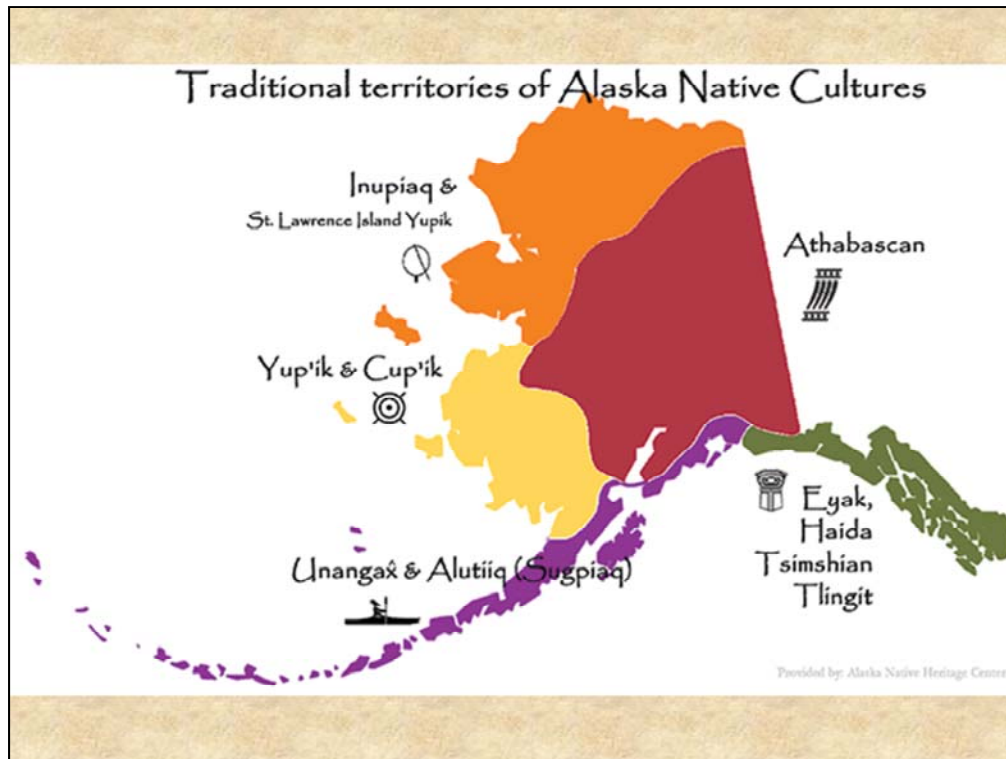 Traditional territories of Alaska Native Cultures
Inupiaq &
St. Lawrence Island Yupik
Athabascan
Yup'ik & Cup'ik
Eyak,
Haida
Tsimshian
Tlingit
Unangax̂ & Alutiiq (Sugpiaq)
Provided by: Alaska Native Heritage Center